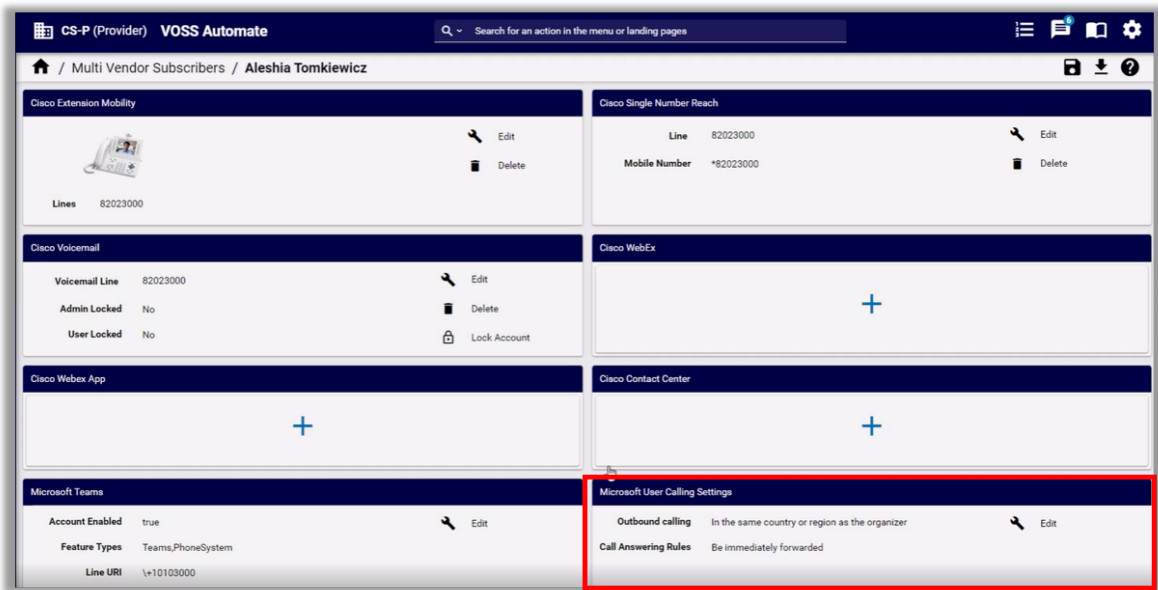 CS-P (Provider) VOSS Automate Search for an action in the menu or landing pages 6
/ Multi Vendor Subscribers / Aleshia Tomkiewicz
Cisco Extension Mobility
Edit
Delete
Lines 82023000
Cisco Single Number Reach
Line 82023000 Edit
Mobile Number *82023000 Delete
Cisco Voicemail
Voicemail Line 82023000 Edit
Admin Locked No Delete
User Locked No Lock Account
Cisco WebEx
Cisco Webex App
Cisco Contact Center
Microsoft Teams
Account Enabled true Edit
Feature Types Teams,PhoneSystem
Line URI \+10103000
Microsoft User Calling Settings
Outbound calling In the same country or region as the organizer Edit
Call Answering Rules Be immediately forwarded